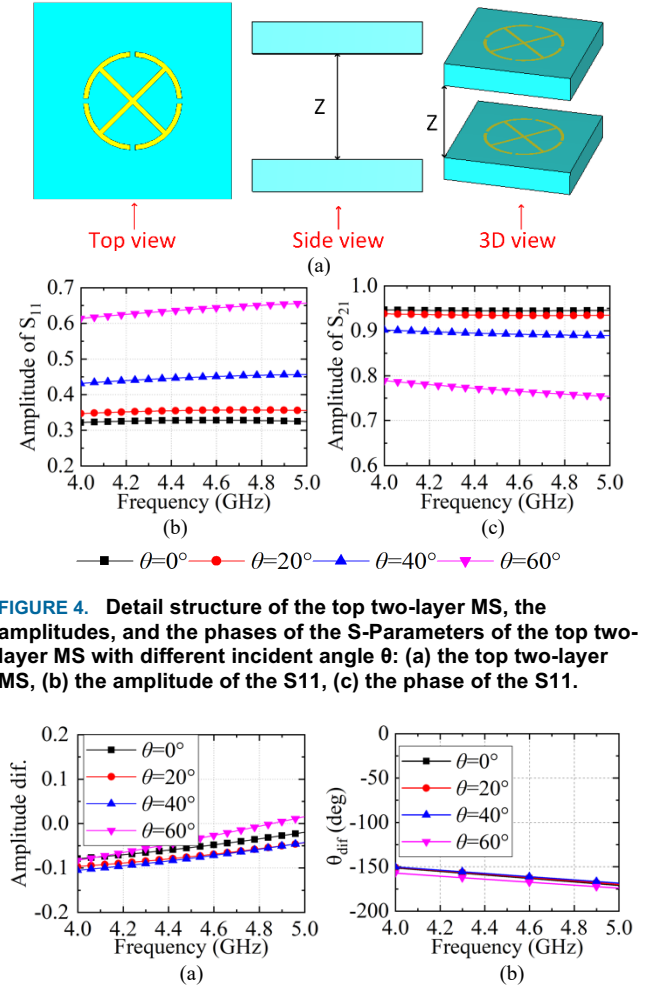 Z
Z
Top view
Side view
3D view
(a)
0.7
0.6
0.5
0.4
0.3
0.2
Amplitude of S11
4.0 4.2 4.4 4.6 4.8 5.0
Frequency (GHz)
(b)
1.0
0.9
0.8
0.7
0.6
Amplitude of S21
4.0 4.2 4.4 4.6 4.8 5.0
Frequency (GHz)
(c)
θ=0° θ=20° θ=40° θ=60°
FIGURE 4. Detail structure of the top two-layer MS, the
amplitudes, and the phases of the S-Parameters of the top two-
layer MS with different incident angle θ: (a) the top two-layer
MS, (b) the amplitude of the S11, (c) the phase of the S11.
0.2
0.1
0.0
-0.1
-0.2
Amplitude dif.
θ=0°
θ=20°
θ=40°
θ=60°
4.0 4.2 4.4 4.6 4.8 5.0
Frequency (GHz)
(a)
0
-50
-100
-150
-200
θdif (deg)
θ=0°
θ=20°
θ=40°
θ=60°
4.0 4.2 4.4 4.6 4.8 5.0
Frequency (GHz)
(b)